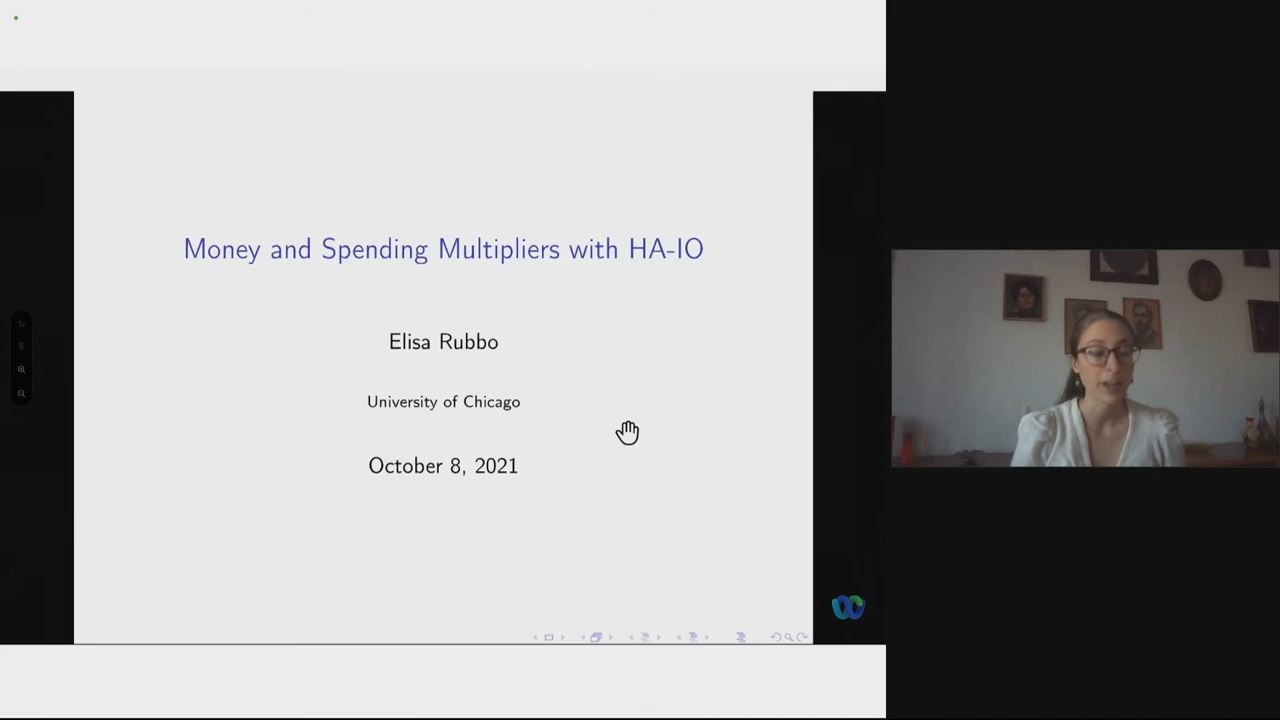 Money and Spending Multipliers with HA-IO
Elisa Rubbo
University of Chicago
October 8, 2021